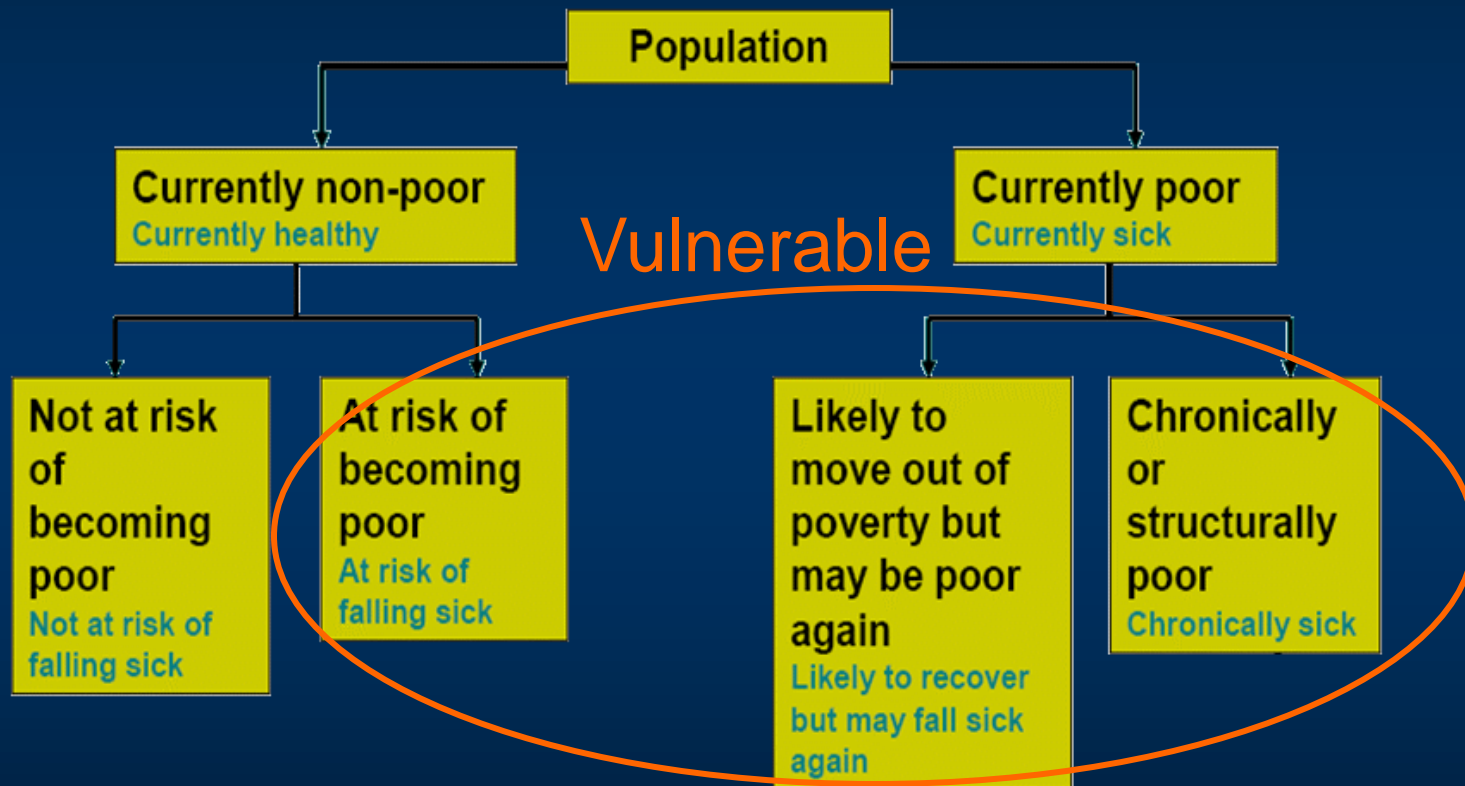 Population
Currently non-poor
Currently healthy
Vulnerable
Currently poor
Currently sick
Not at risk
of
becoming
poor
Not at risk of
falling sick
At risk of
becoming
poor
At risk of
falling sick
Likely to
move out of
poverty but
may be poor
again
Likely to recover
but may fall sick
again
Chronically
or
structurally
poor
Chronically sick